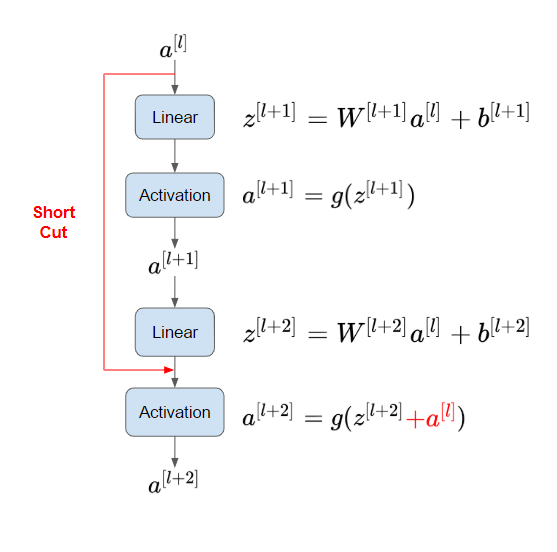 a^{[l]}
Linear
z^{[l+1]} = W^{[l+1]}a^{[l]} + b^{[l+1]}
Activation
a^{[l+1]} = g(z^{[l+1]})
Short
Cut
a^{[l+1]}
Linear
z^{[l+2]} = W^{[l+2]}a^{[l]} + b^{[l+2]}
Activation
a^{[l+2]} = g(z^{[l+2]}+a^{[l]})
a^{[l+2]}